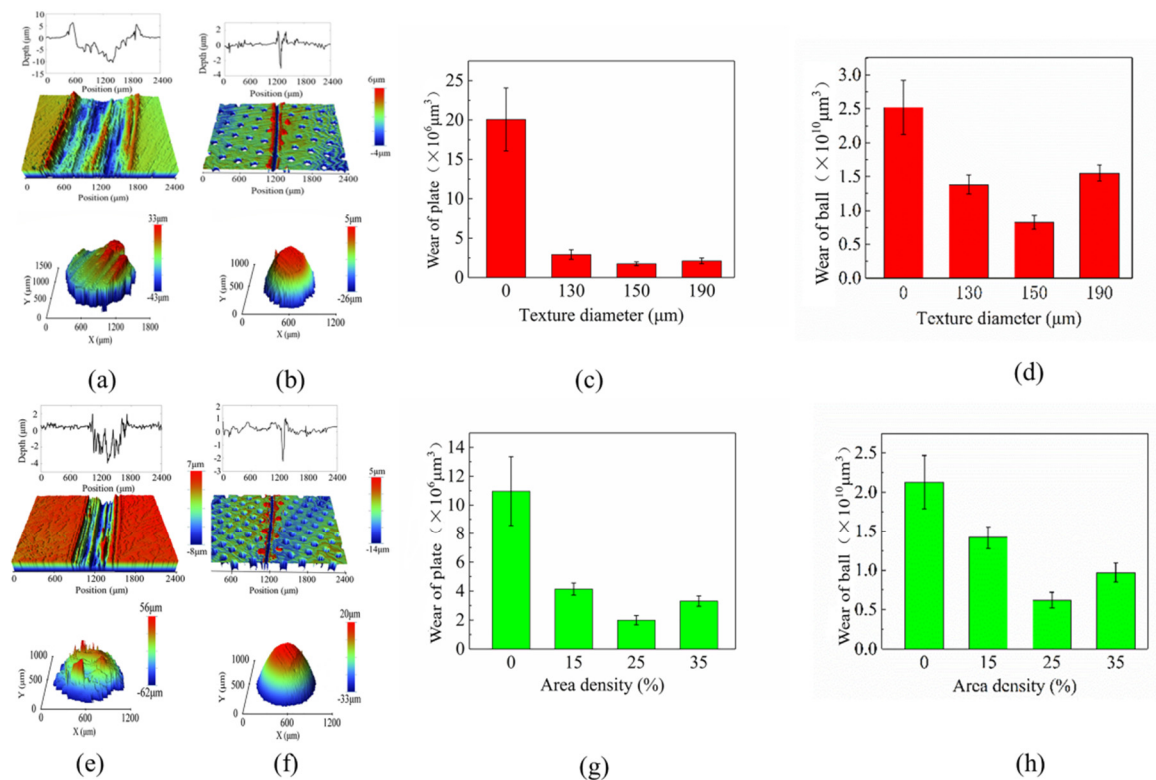 10
5
0
-5
-10
-15
Depth (μm)
0 600 1200 1800 2400
Position (μm)
4
2
0
-2
-4
Depth (μm)
0 600 1200 1800 2400
Position (μm)
6μm
-4μm
0 600 1200 1800 2400
Position (μm)
0 600 1200 1800 2400
Position (μm)
33μm
-43μm
1500
1000
500
0
Y (μm)
0 600 1200 1800
X (μm)
5μm
-26μm
1000
500
0
Y (μm)
0 600 1200
X (μm)
(a)
(b)
25
20
15
10
5
0
Wear of plate (×10⁶μm³)
0 130 150 190
Texture diameter (μm)
(c)
3.0
2.5
2.0
1.5
1.0
0.5
0.0
Wear of ball (×10¹⁰μm³)
0 130 150 190
Texture diameter (μm)
(d)
2
0
-2
-4
Depth (μm)
0 600 1200 1800 2400
Position (μm)
2
1
0
-1
-2
-3
Depth (μm)
0 600 1200 1800 2400
Position (μm)
7μm
-8μm
5μm
-14μm
0 600 1200 1800 2400
Position (μm)
600 1200 1800 2400
Position (μm)
56μm
-62μm
1000
500
0
Y (μm)
0 600 1200
X (μm)
20μm
-33μm
1000
500
0
Y (μm)
0 600 1200
X (μm)
(e)
(f)
14
12
10
8
6
4
2
0
Wear of plate (×10⁶μm³)
0 15 25 35
Area density (%)
(g)
2.5
2.0
1.5
1.0
0.5
0.0
Wear of ball (×10¹⁰μm³)
0 15 25 35
Area density (%)
(h)